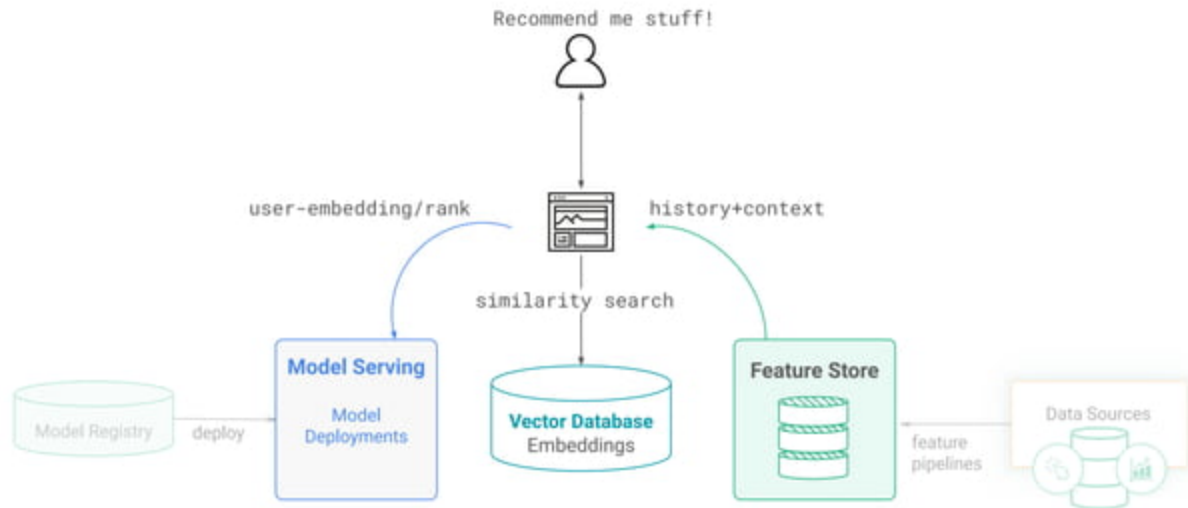 Recommend me stuff!
user-embedding/rank
history+context
similarity search
Model Serving
Model
Deployments
Vector Database
Embeddings
Feature Store
Model Registry
deploy
Data Sources
feature
pipelines